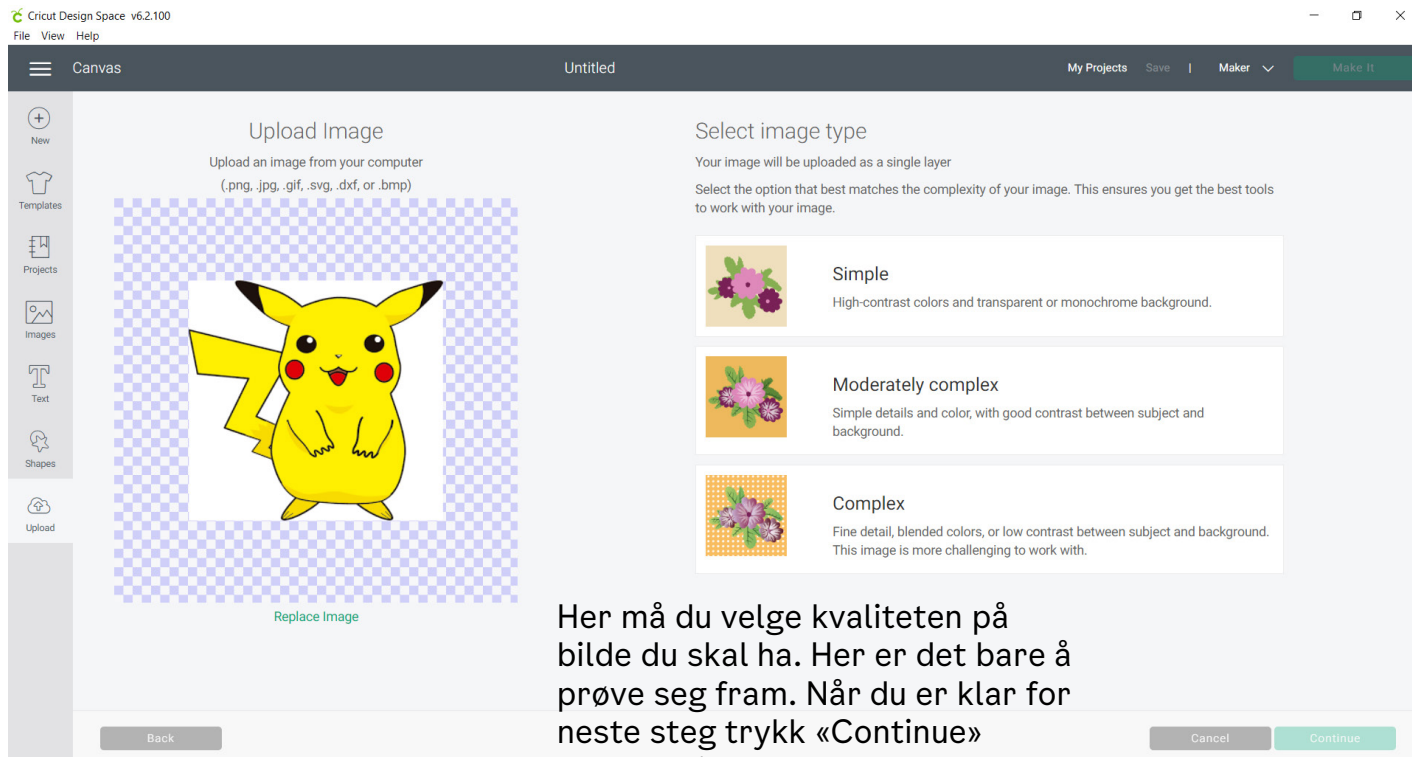 Cricut Design Space v6.2.100
File View Help
Canvas
Untitled
My Projects Save | Maker Make It
New
Templates
Projects
Images
Text
Shapes
Upload
Upload Image
Upload an image from your computer
(.png, .jpg, .gif, .svg, .dxf, or .bmp)
Replace Image
Select image type
Your image will be uploaded as a single layer
Select the option that best matches the complexity of your image. This ensures you get the best tools
to work with your image.
Simple
High-contrast colors and transparent or monochrome background.
Moderately complex
Simple details and color, with good contrast between subject and
background.
Complex
Fine detail, blended colors, or low contrast between subject and background.
This image is more challenging to work with.
Her må du velge kvaliteten på
bilde du skal ha. Her er det bare å
prøve seg fram. Når du er klar for
neste steg trykk «Continue»
Back
Cancel
Continue